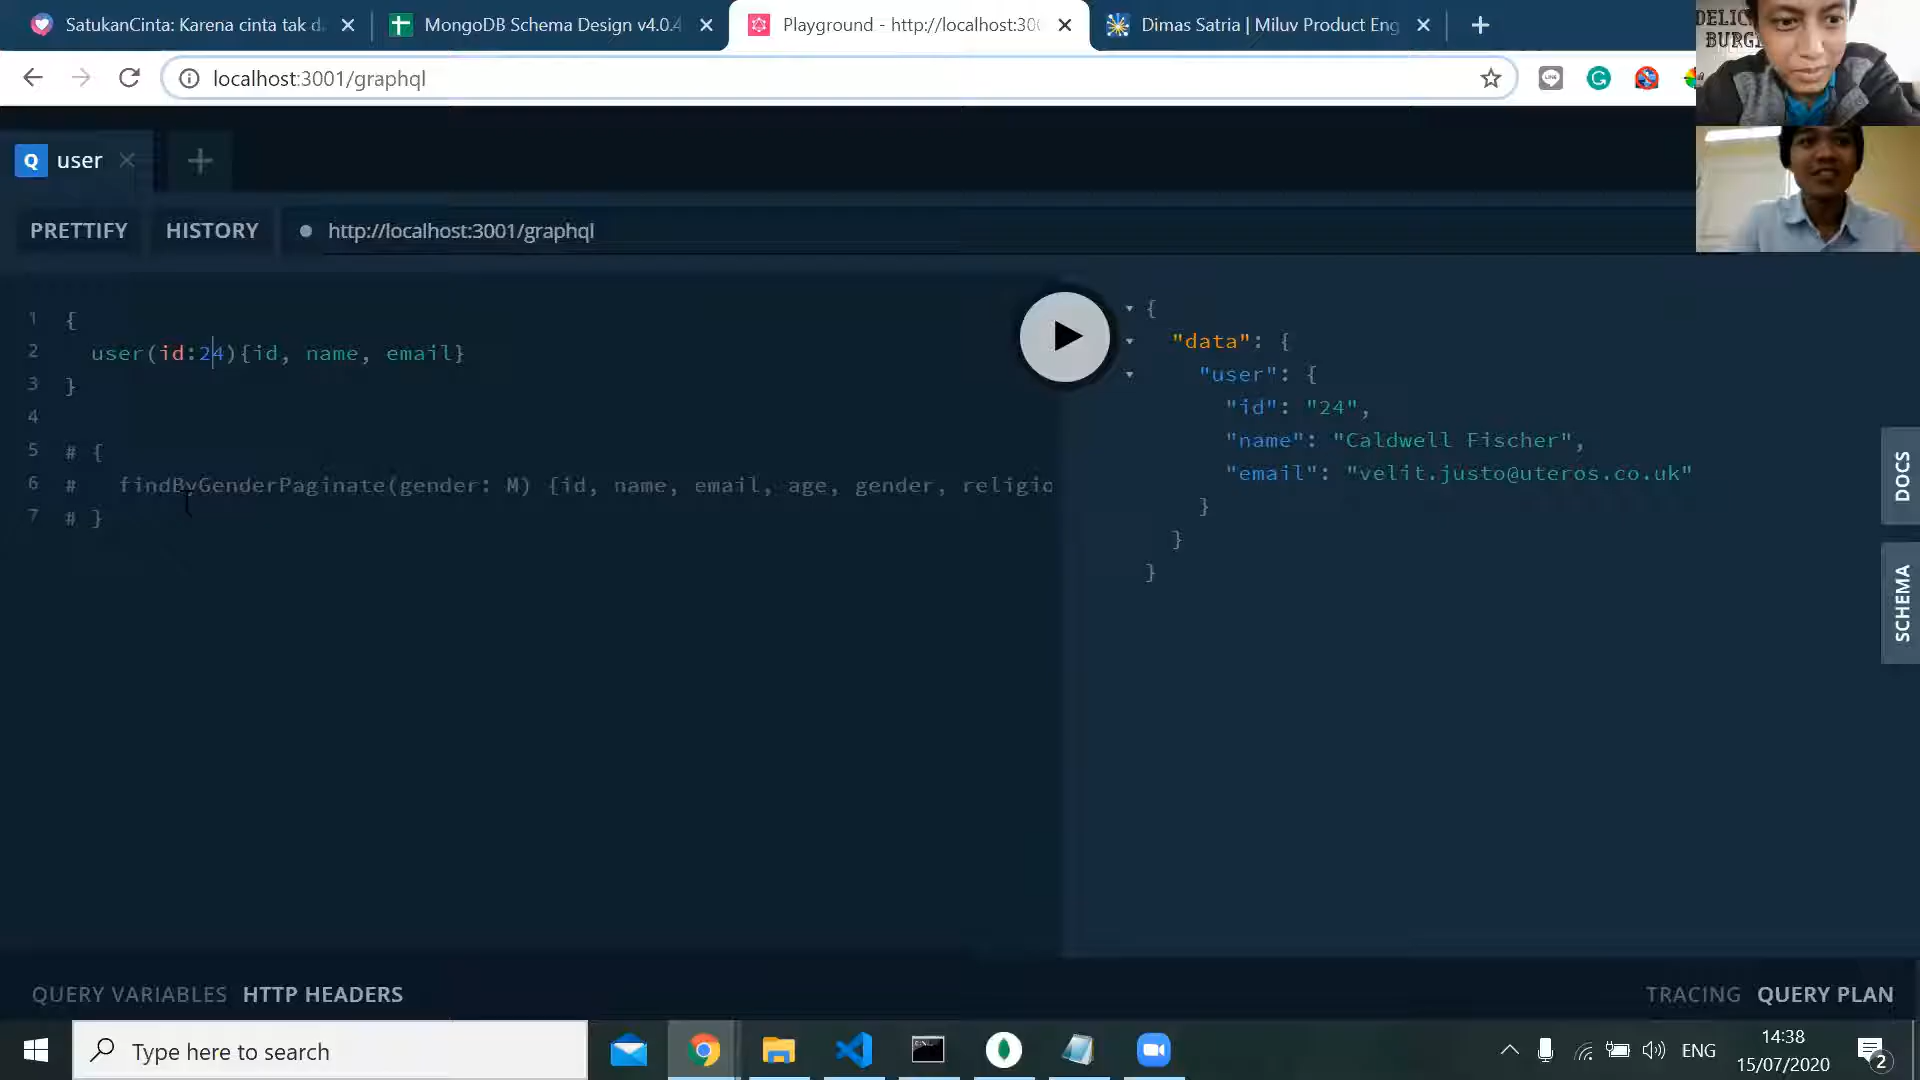 SatukanCinta: Karena cinta tak d
MongoDB Schema Design v4.0.4
Playground - http://localhost:300
Dimas Satria | Miluv Product Eng
localhost:3001/graphql
DELIC
BURGE
Q user
PRETTIFY
HISTORY
http://localhost:3001/graphql
1 {
2 user(id:24){id, name, email}
3 }
4
5 # {
6 # findByGenderPaginate(gender: M) {id, name, email, age, gender, religio
7 # }
{
"data": {
"user": {
"id": "24",
"name": "Caldwell Fischer",
"email": "velit.justo@uteros.co.uk"
}
}
}
DOCS
SCHEMA
QUERY VARIABLES
HTTP HEADERS
TRACING
QUERY PLAN
Type here to search
ENG
14:38
15/07/2020
2